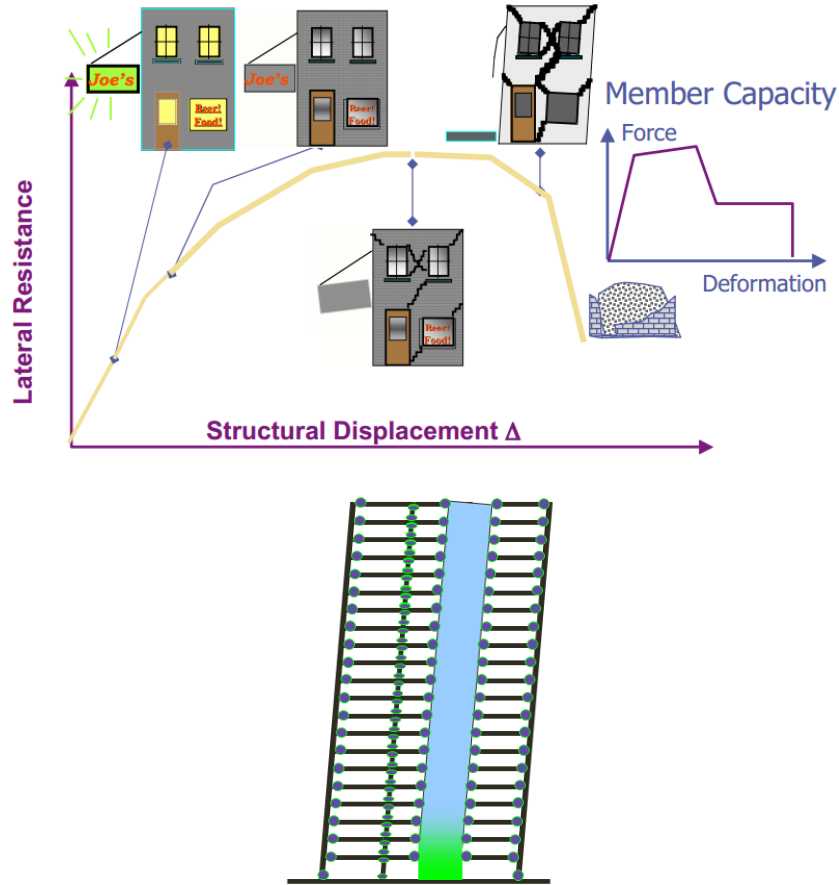 Joe's
Beer!
Food!
Joe's
Beer!
Food!
Member Capacity
Force
Deformation
Beer!
Food!
Lateral Resistance
Structural Displacement Δ